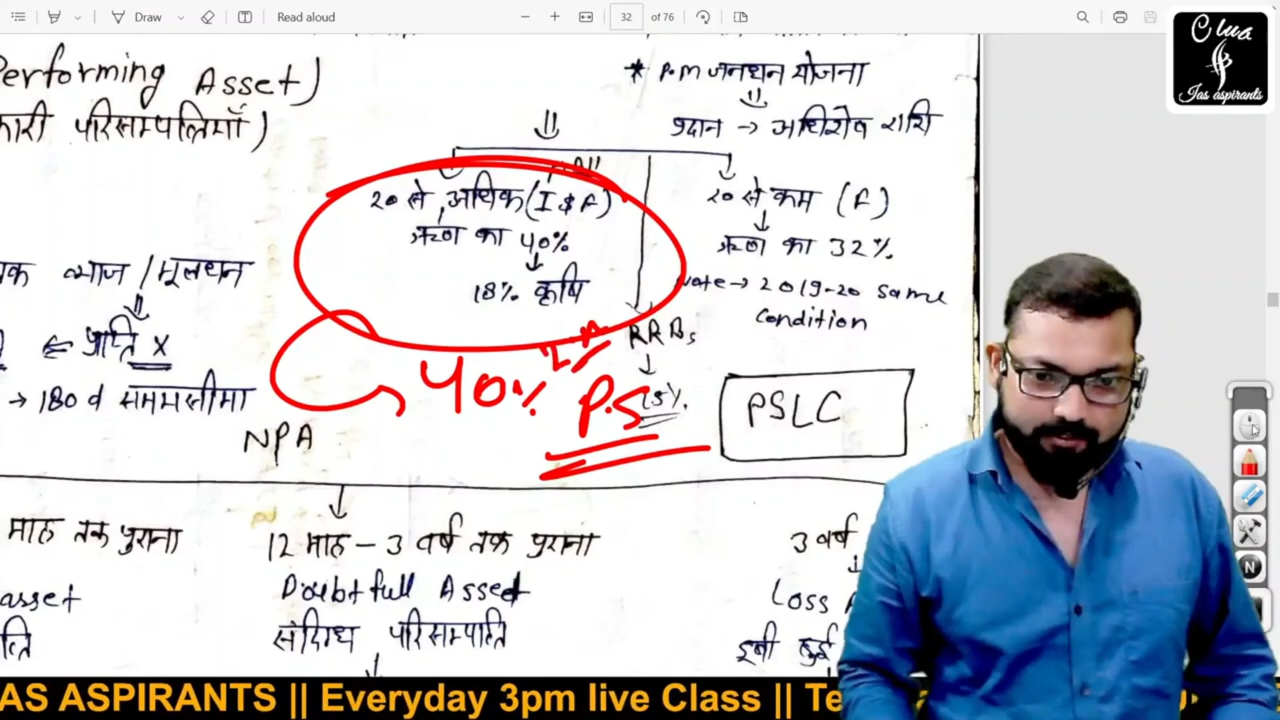 Draw
Read aloud
32 of 76
Clua
Ias aspirants
Performing Asset)
कारी परिसम्पत्तियाँ)
* P.M जनधन योजना
प्रदान → अधिशेष राशि
20 से अधिक (I & F)
ऋण का 40%
18% कृषि
20 से कम (F)
ऋण का 32%
Note → 2019-20 same
condition
RRBs
ब्याज / मूलधन
प्राप्ति X
→ 180 d समयसीमा
NPA
40% P.S
PSLC
माह तक पुराना
12 माह - 3 वर्ष तक पुराना
3 वर्ष
asset
Doubtfull Asset
Loss
संदिग्ध परिसम्पत्ति
डूबी हुई
N
AS ASPIRANTS || Everyday 3pm live Class || Te